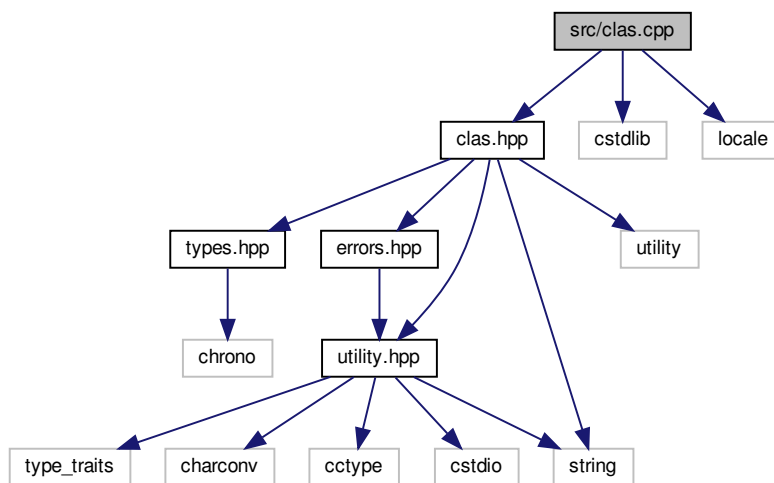 src/clas.cpp
clas.hpp
cstdlib
locale
types.hpp
errors.hpp
utility
chrono
utility.hpp
type_traits
charconv
cctype
cstdio
string